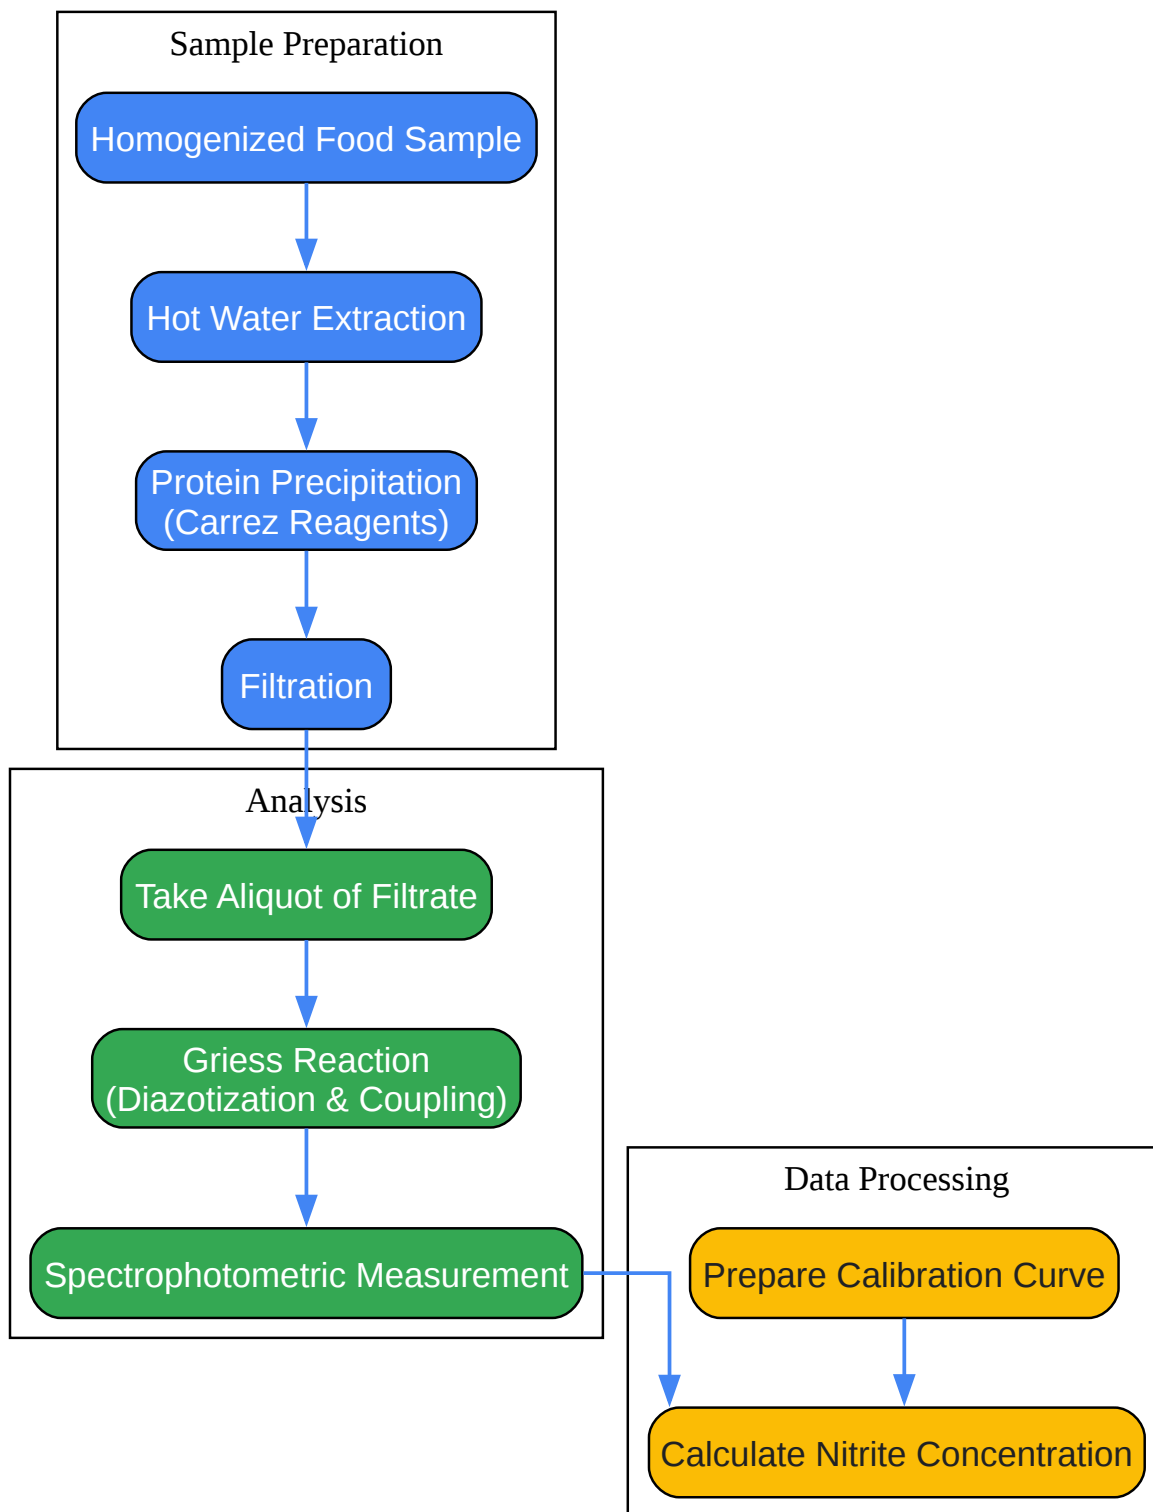 Sample Preparation
Homogenized Food Sample
Hot Water Extraction
Protein Precipitation
(Carrez Reagents)
Filtration
Analysis
Take Aliquot of Filtrate
Griess Reaction
(Diazotization & Coupling)
Spectrophotometric Measurement
Data Processing
Prepare Calibration Curve
Calculate Nitrite Concentration